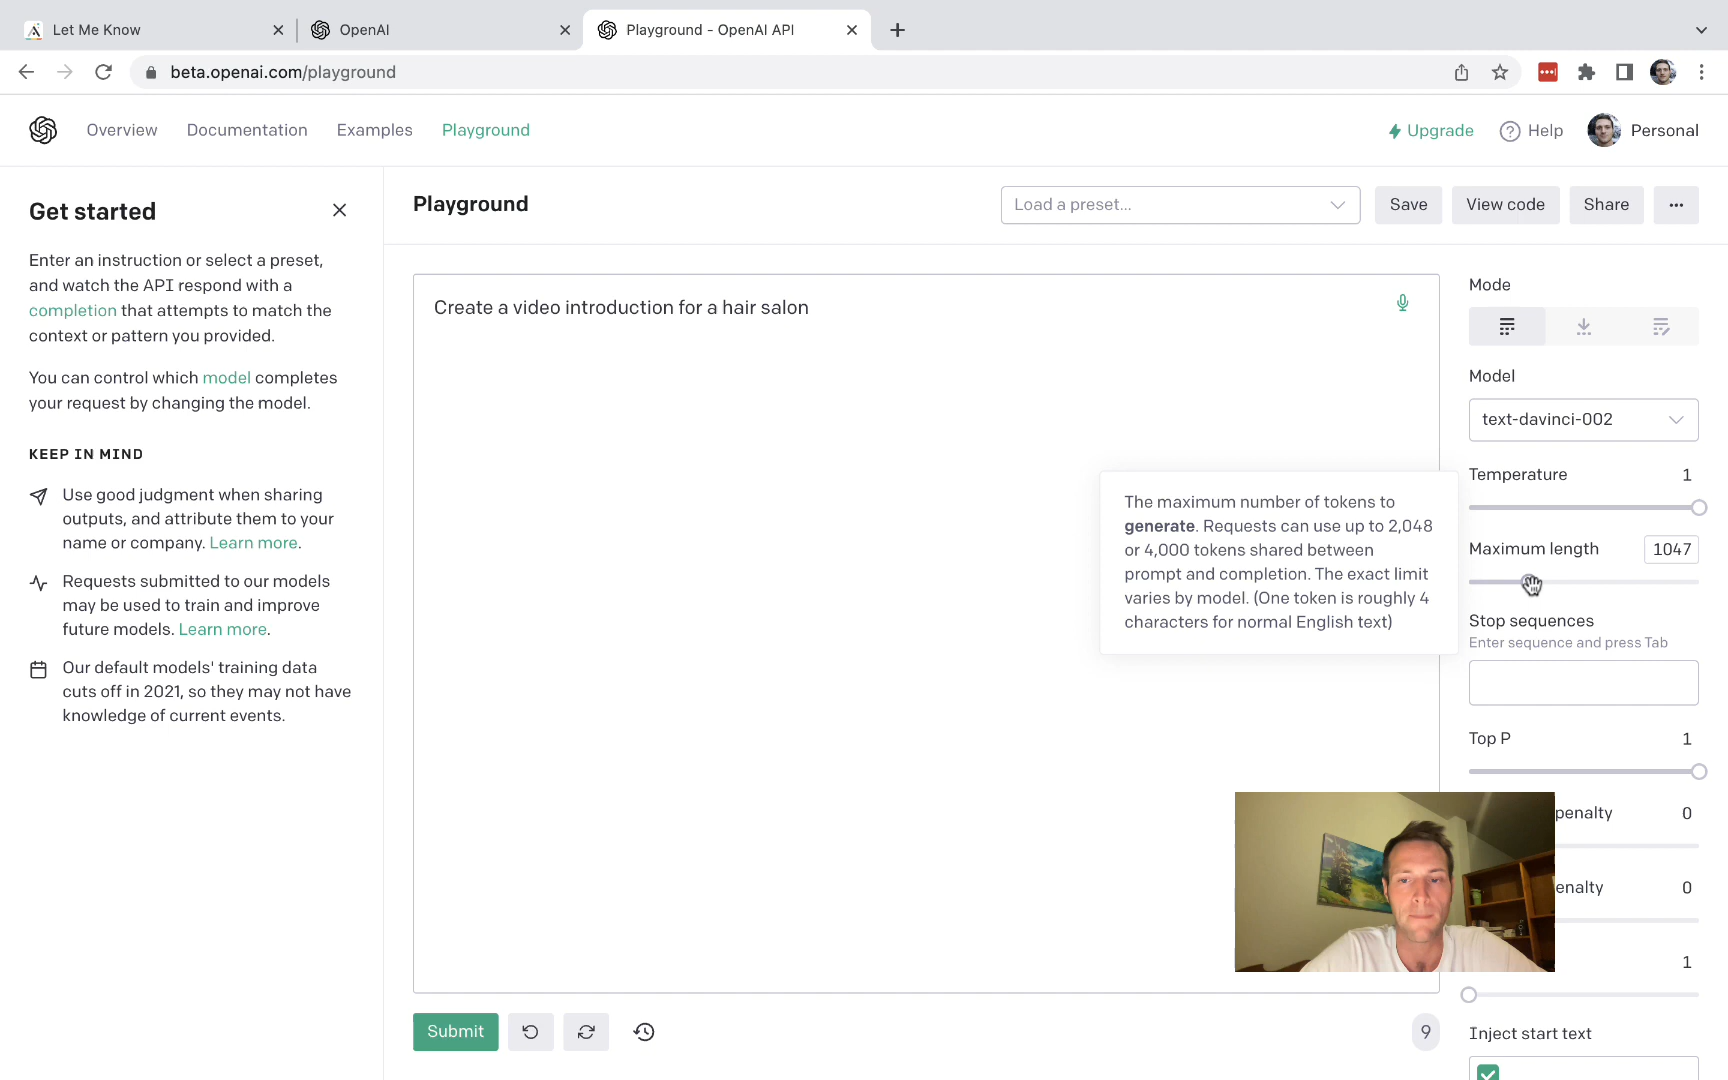 Let Me Know
OpenAI
Playground - OpenAI API
beta.openai.com/playground
Overview
Documentation
Examples
Playground
Upgrade
Help
Personal
Get started
Enter an instruction or select a preset,
and watch the API respond with a
completion that attempts to match the
context or pattern you provided.
You can control which model completes
your request by changing the model.
KEEP IN MIND
Use good judgment when sharing
outputs, and attribute them to your
name or company. Learn more.
Requests submitted to our models
may be used to train and improve
future models. Learn more.
Our default models' training data
cuts off in 2021, so they may not have
knowledge of current events.
Playground
Load a preset...
Save
View code
Share
Create a video introduction for a hair salon
The maximum number of tokens to
generate. Requests can use up to 2,048
or 4,000 tokens shared between
prompt and completion. The exact limit
varies by model. (One token is roughly 4
characters for normal English text)
Submit
9
Mode
Model
text-davinci-002
Temperature 1
Maximum length 1047
Stop sequences
Enter sequence and press Tab
Top P 1
penalty 0
enalty 0
1
Inject start text